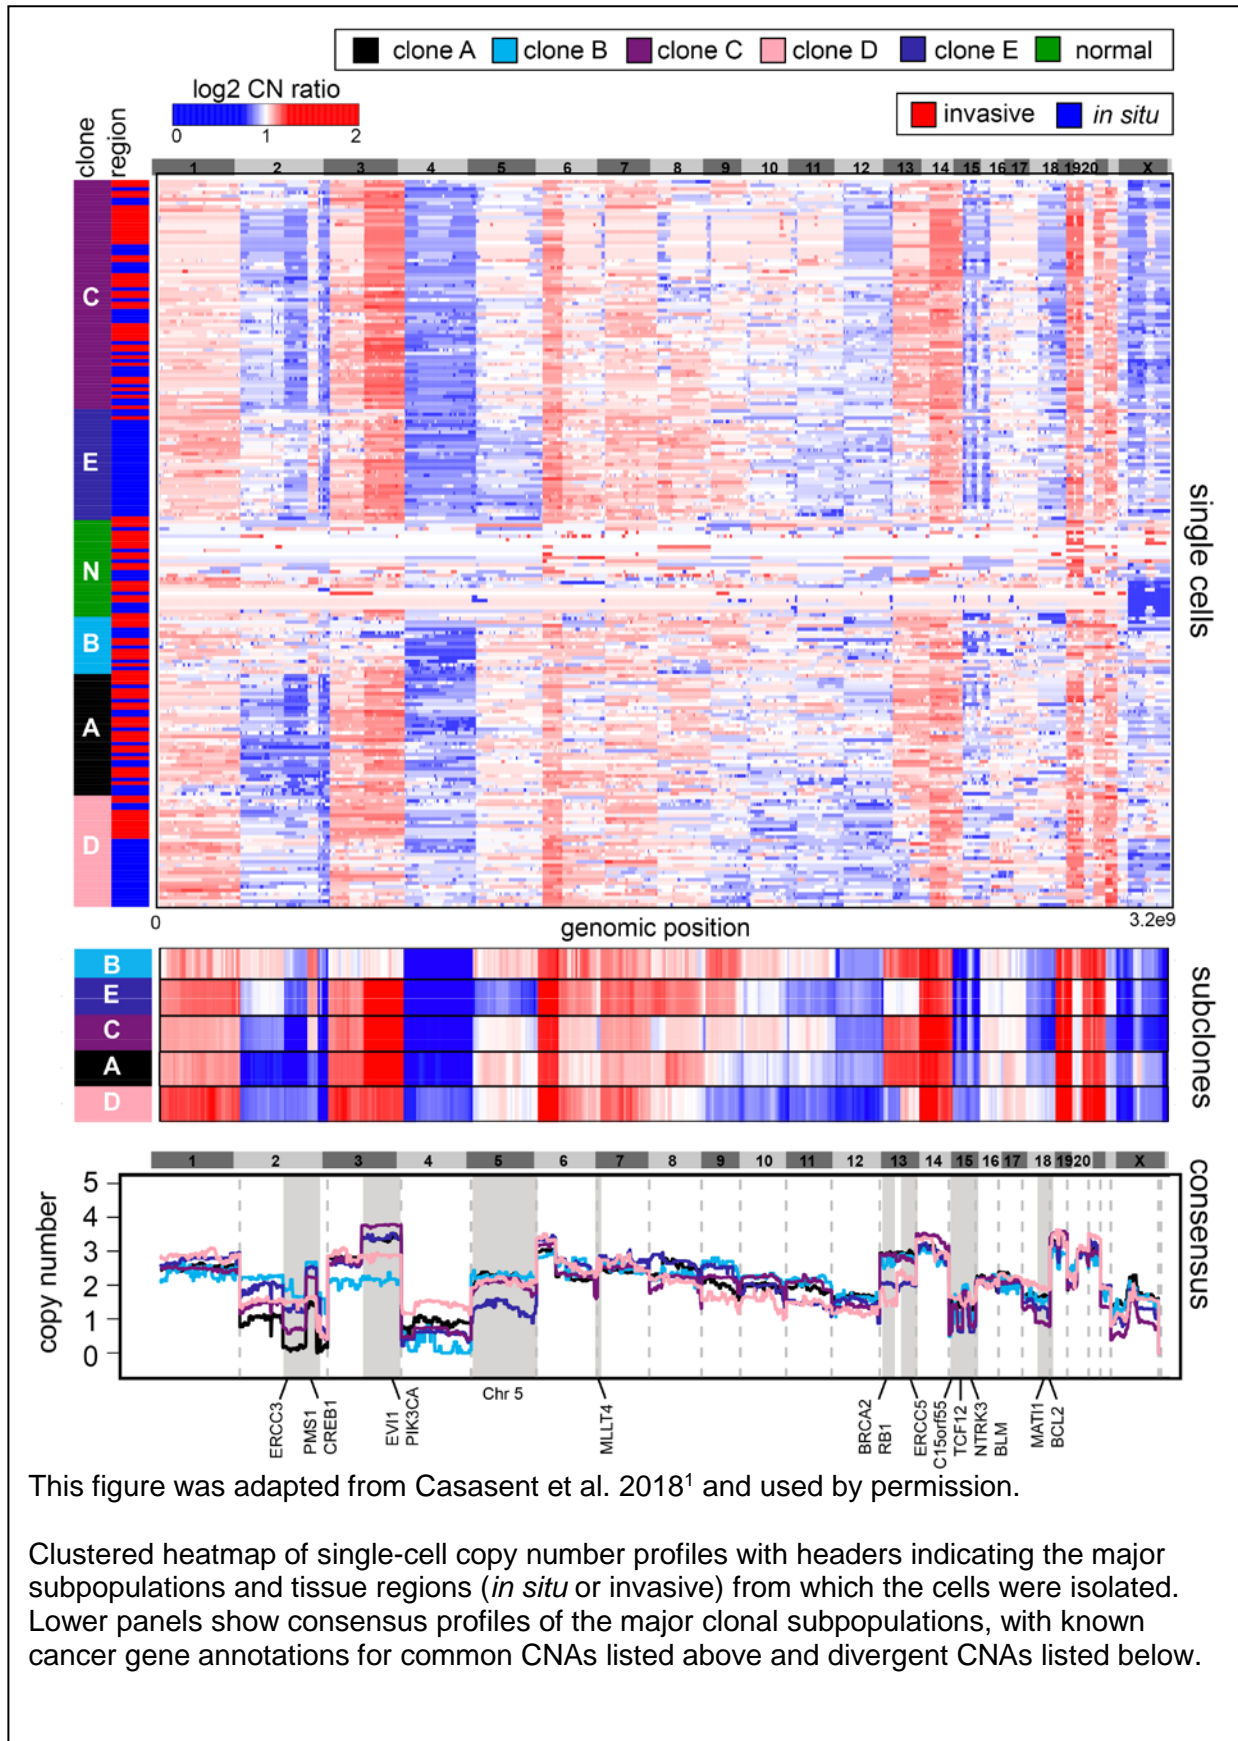 clone A clone B clone C clone D clone E normal
log2 CN ratio
0 1 2
invasive in situ
clone
region
1 2 3 4 5 6 7 8 9 10 11 12 13 14 15 16 17 18 19 20 X
C
E
N
B
A
D
single cells
0 genomic position 3.2e9
B
E
C
A
D
subclones
1 2 3 4 5 6 7 8 9 10 11 12 13 14 15 16 17 18 19 20 X
consensus
copy number
5
4
3
2
1
0
ERCC3 PMS1 CREB1 EVI1 PIK3CA Chr 5 MLLT4 BRCA2 RB1 ERCC5 C15orf55 TCF12 NTRK3 BLM MATI1 BCL2
This figure was adapted from Casasent et al. 2018¹ and used by permission.
Clustered heatmap of single-cell copy number profiles with headers indicating the major
subpopulations and tissue regions (in situ or invasive) from which the cells were isolated.
Lower panels show consensus profiles of the major clonal subpopulations, with known
cancer gene annotations for common CNAs listed above and divergent CNAs listed below.